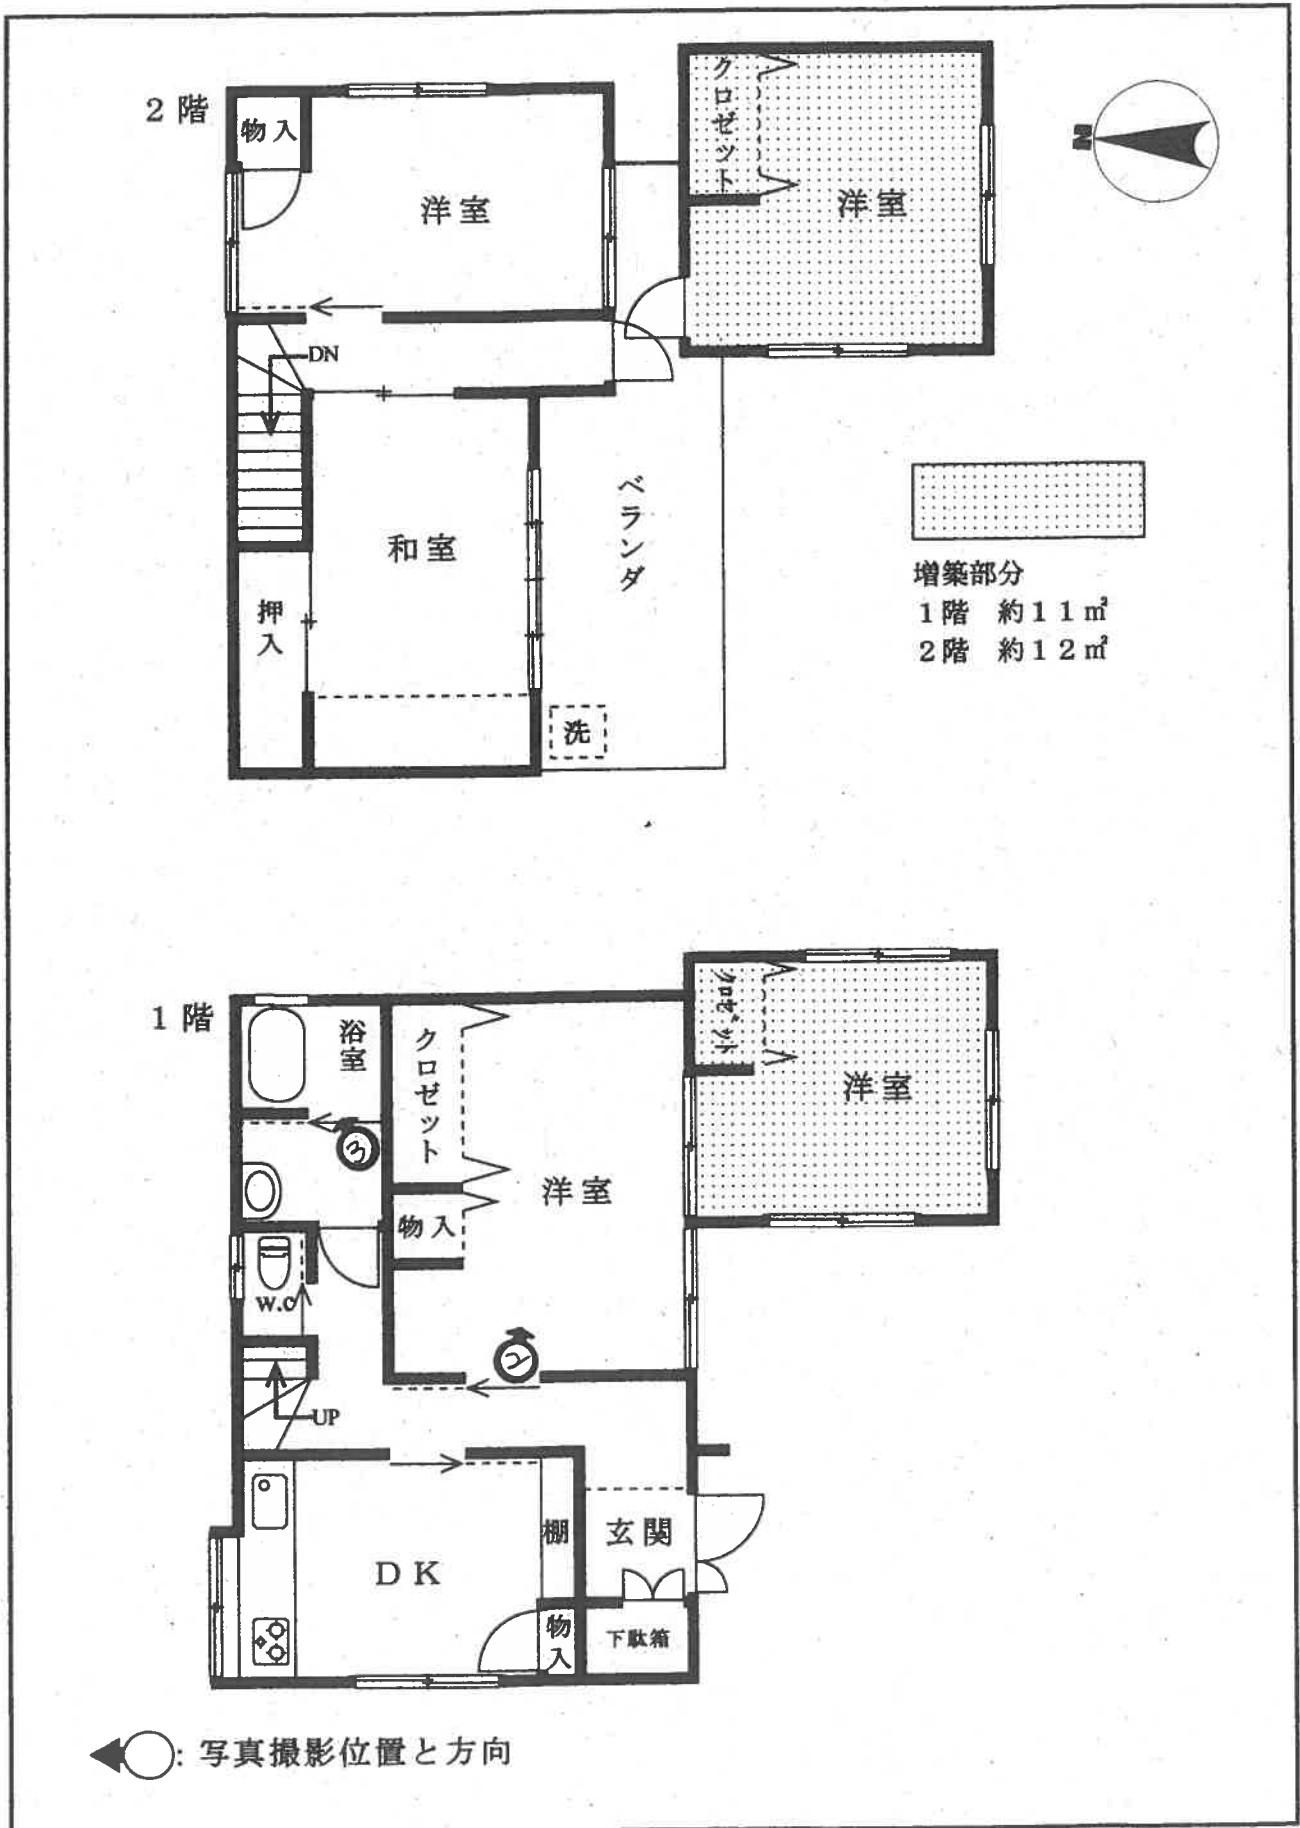 2階
物入
洋室
クロゼット
洋室
N
DN
和室
押入
ベランダ
洗
増築部分
1階 約11㎡
2階 約12㎡
1階
浴室
クロゼット
クロゼット
洋室
3
洋室
物入
W.C
2
UP
DK
棚
玄関
物入
下駄箱
: 写真撮影位置と方向